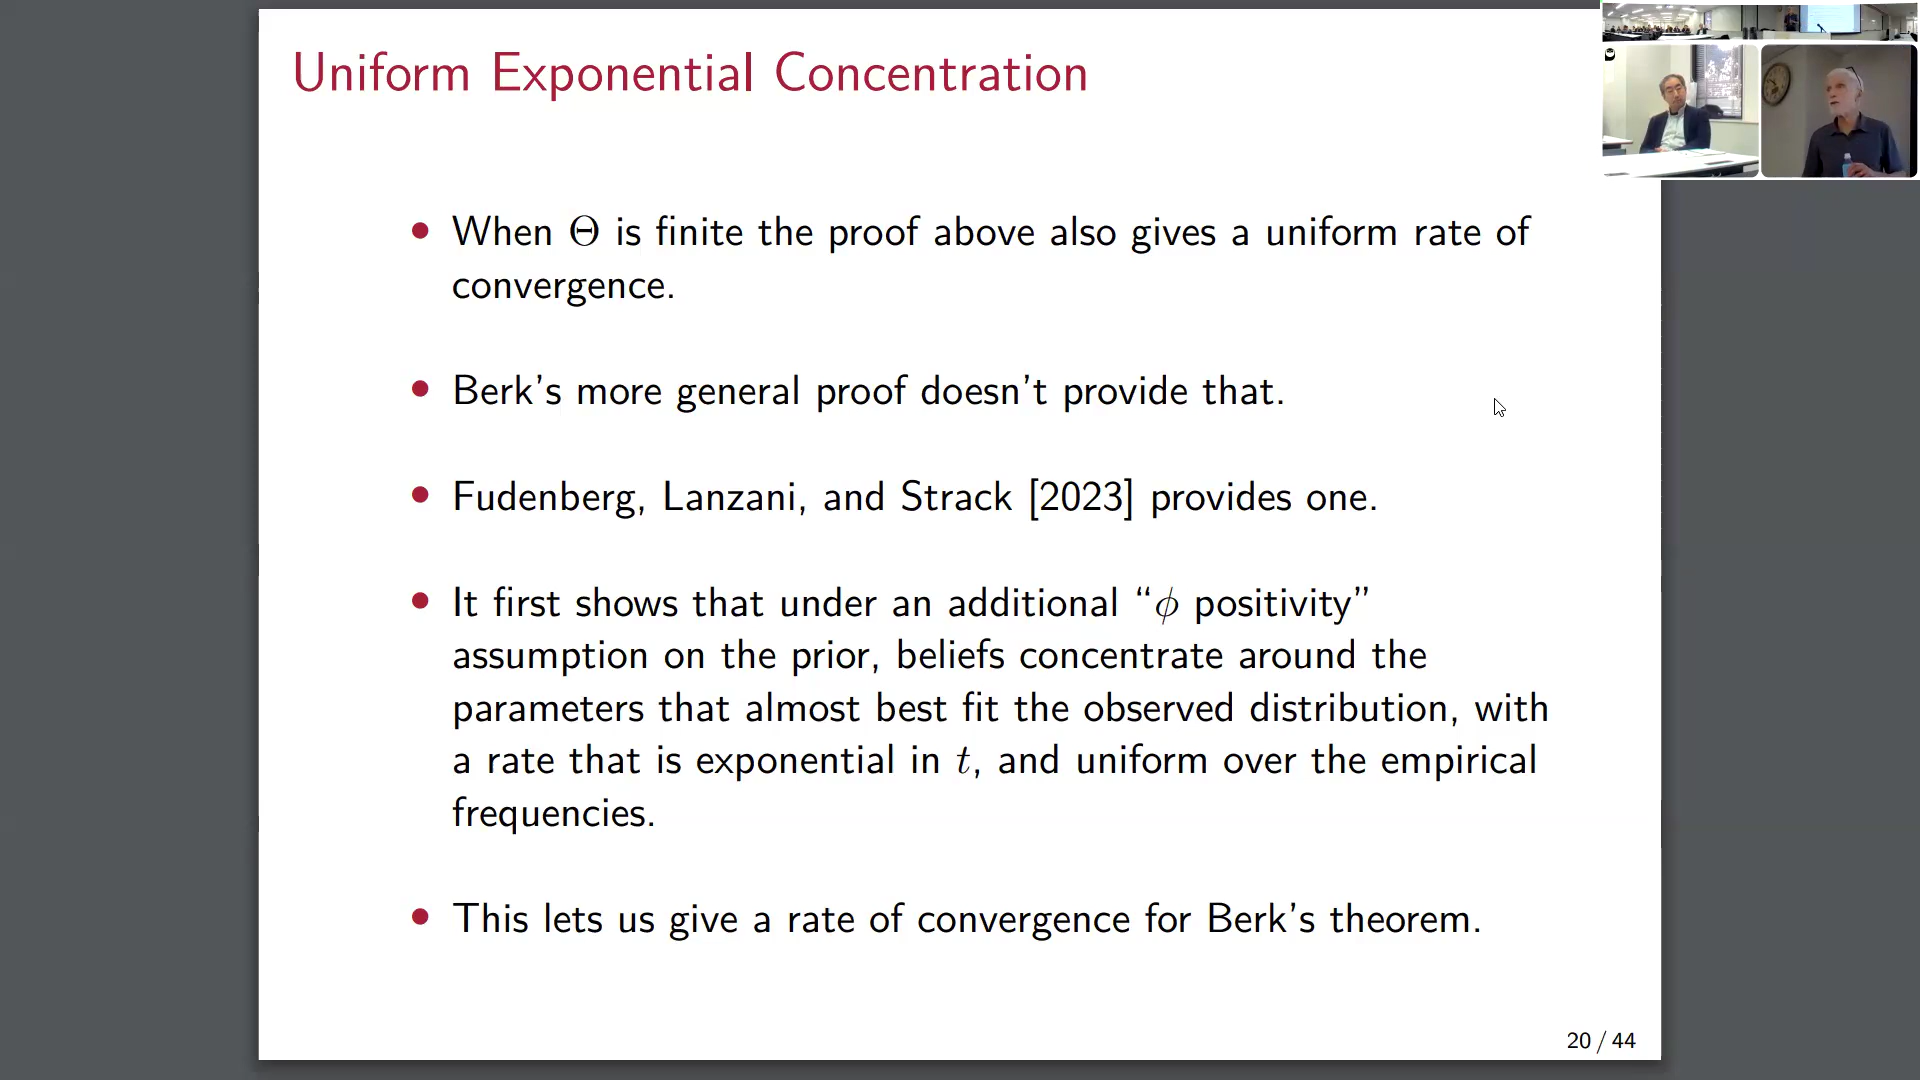 Uniform Exponential Concentration
• When Θ is finite the proof above also gives a uniform rate of
convergence.
• Berk’s more general proof doesn’t provide that.
• Fudenberg, Lanzani, and Strack [2023] provides one.
• It first shows that under an additional “ϕ positivity”
assumption on the prior, beliefs concentrate around the
parameters that almost best fit the observed distribution, with
a rate that is exponential in t, and uniform over the empirical
frequencies.
• This lets us give a rate of convergence for Berk’s theorem.
20 / 44